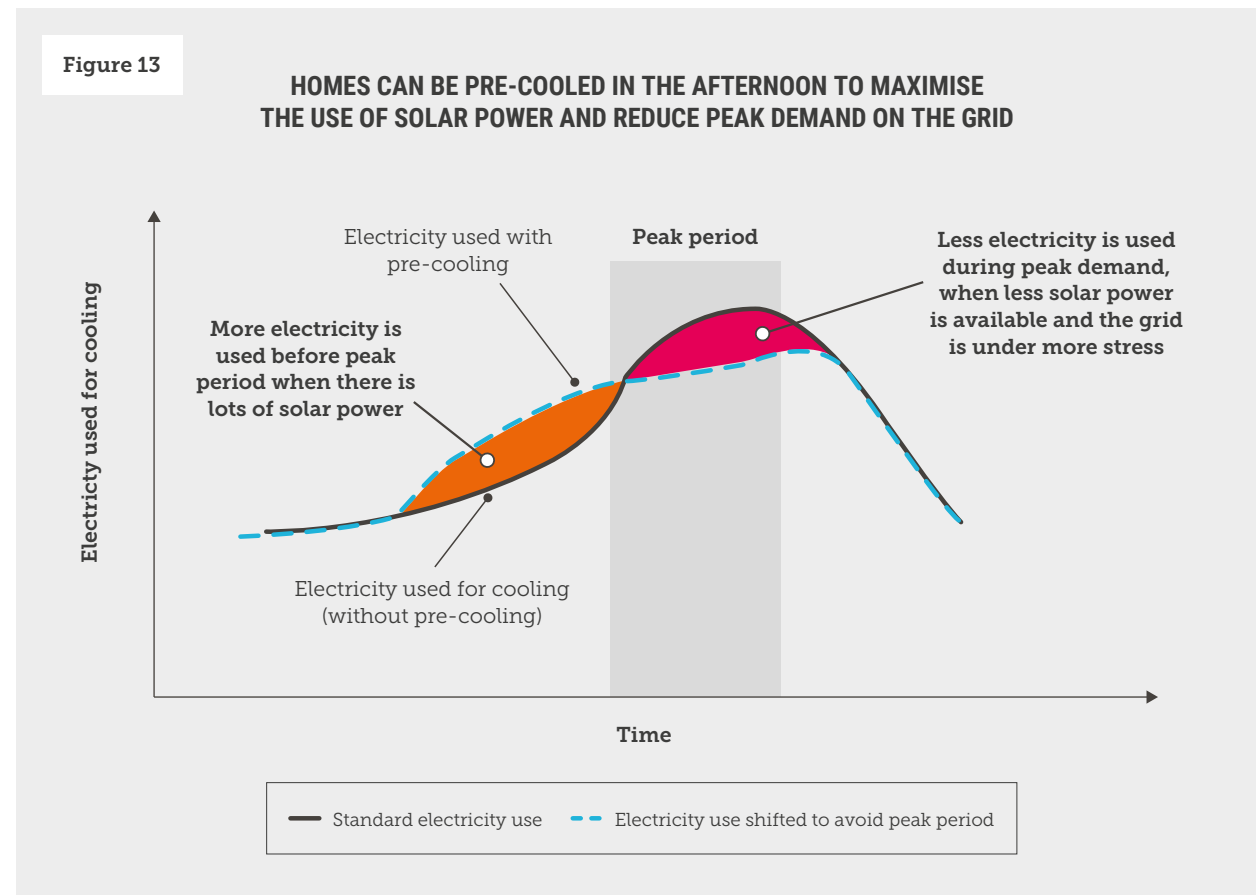 Figure 13
HOMES CAN BE PRE-COOLED IN THE AFTERNOON TO MAXIMISE
THE USE OF SOLAR POWER AND REDUCE PEAK DEMAND ON THE GRID
Electricty used for cooling
Electricity used with
pre-cooling
Peak period
Less electricity is used
during peak demand,
when less solar power
is available and the grid
is under more stress
More electricity is
used before peak
period when there is
lots of solar power
Electricity used for cooling
(without pre-cooling)
Time
Standard electricity use
Electricity use shifted to avoid peak period